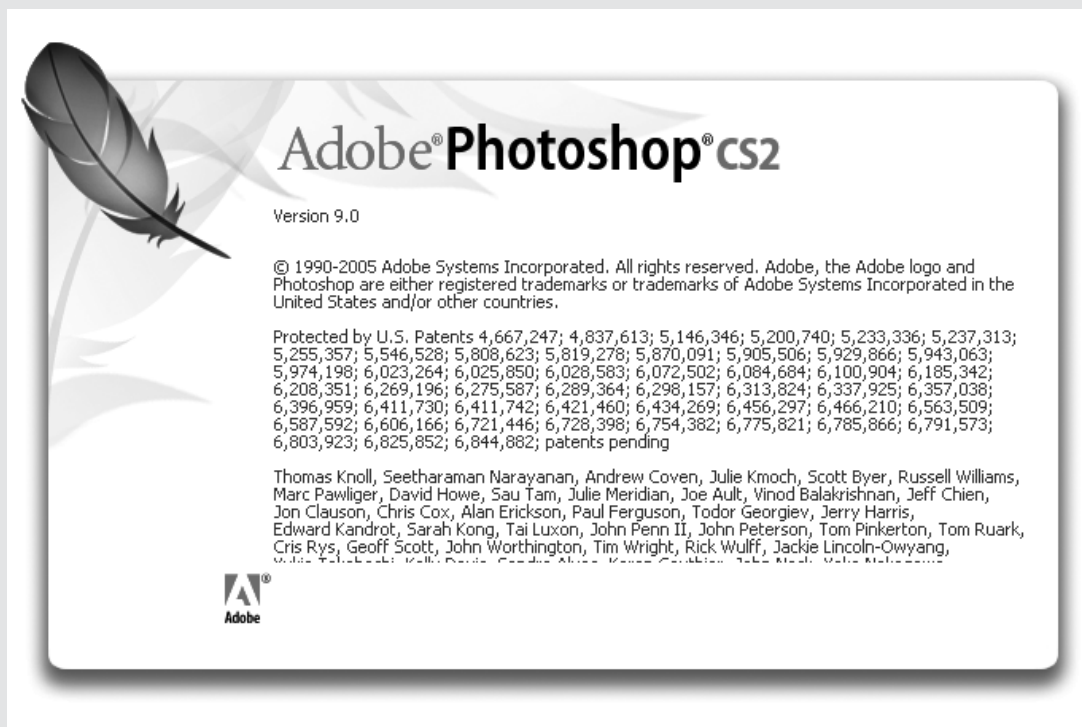 Adobe® Photoshop® CS2
Version 9.0
© 1990-2005 Adobe Systems Incorporated. All rights reserved. Adobe, the Adobe logo and
Photoshop are either registered trademarks or trademarks of Adobe Systems Incorporated in the
United States and/or other countries.
Protected by U.S. Patents 4,667,247; 4,837,613; 5,146,346; 5,200,740; 5,233,336; 5,237,313;
5,255,357; 5,546,528; 5,808,623; 5,819,278; 5,870,091; 5,905,506; 5,929,866; 5,943,063;
5,974,198; 6,023,264; 6,025,850; 6,028,583; 6,072,502; 6,084,684; 6,100,904; 6,185,342;
6,208,351; 6,269,196; 6,275,587; 6,289,364; 6,298,157; 6,313,824; 6,337,925; 6,357,038;
6,396,959; 6,411,730; 6,411,742; 6,421,460; 6,434,269; 6,456,297; 6,466,210; 6,563,509;
6,587,592; 6,606,166; 6,721,446; 6,728,398; 6,754,382; 6,775,821; 6,785,866; 6,791,573;
6,803,923; 6,825,852; 6,844,882; patents pending
Thomas Knoll, Seetharaman Narayanan, Andrew Coven, Julie Kmoch, Scott Byer, Russell Williams,
Marc Pawliger, David Howe, Sau Tam, Julie Meridian, Joe Ault, Vinod Balakrishnan, Jeff Chien,
Jon Clauson, Chris Cox, Alan Erickson, Paul Ferguson, Todor Georgiev, Jerry Harris,
Edward Kandrot, Sarah Kong, Tai Luxon, John Penn II, John Peterson, Tom Pinkerton, Tom Ruark,
Cris Rys, Geoff Scott, John Worthington, Tim Wright, Rick Wulff, Jackie Lincoln-Owyang,
®
Adobe